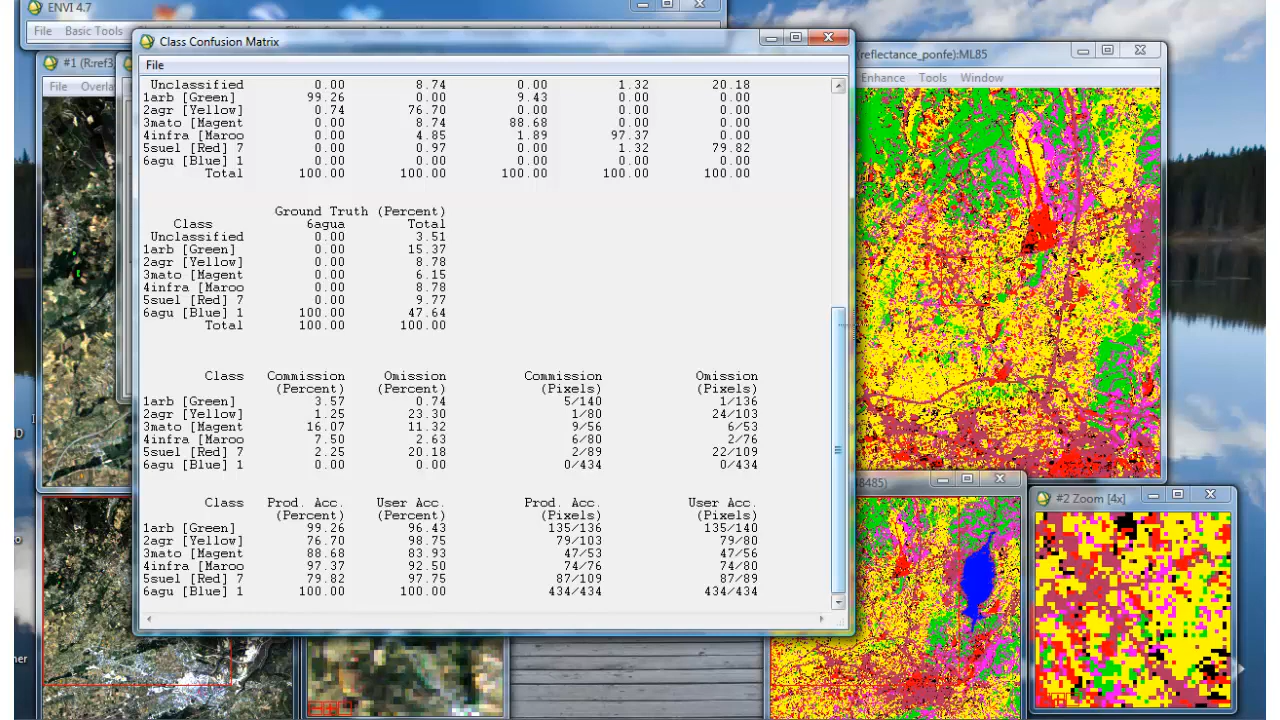 ENVI 4.7
File Basic Tools
Class Confusion Matrix
#1 (R:ref3
reflectance_ponfe):ML85
File
File Overla
Enhance Tools Window
Unclassified 0.00 8.74 0.00 1.32 20.18
1arb [Green] 99.26 0.00 9.43 0.00 0.00
2agr [Yellow] 0.74 76.70 0.00 0.00 0.00
3mato [Magent 0.00 8.74 88.68 0.00 0.00
4infra [Maroo 0.00 4.85 1.89 97.37 0.00
5suel [Red] 7 0.00 0.97 0.00 1.32 79.82
6agu [Blue] 1 0.00 0.00 0.00 0.00 0.00
Total 100.00 100.00 100.00 100.00 100.00
Ground Truth (Percent)
Class 6agua Total
Unclassified 0.00 3.51
1arb [Green] 0.00 15.37
2agr [Yellow] 0.00 8.78
3mato [Magent 0.00 6.15
4infra [Maroo 0.00 8.78
5suel [Red] 7 0.00 9.77
6agu [Blue] 1 100.00 47.64
Total 100.00 100.00
Class Commission Omission Commission Omission
(Percent) (Percent) (Pixels) (Pixels)
1arb [Green] 3.57 0.74 5/140 1/136
2agr [Yellow] 1.25 23.30 1/80 24/103
3mato [Magent 16.07 11.32 9/56 6/53
4infra [Maroo 7.50 2.63 6/80 2/76
5suel [Red] 7 2.25 20.18 2/89 22/109
6agu [Blue] 1 0.00 0.00 0/434 0/434
Class Prod. Acc. User Acc. Prod. Acc. User Acc.
(Percent) (Percent) (Pixels) (Pixels)
1arb [Green] 99.26 96.43 135/136 135/140
2agr [Yellow] 76.70 98.75 79/103 79/80
3mato [Magent 88.68 83.93 47/53 47/56
4infra [Maroo 97.37 92.50 74/76 74/80
5suel [Red] 7 79.82 97.75 87/109 87/89
6agu [Blue] 1 100.00 100.00 434/434 434/434
#2 Zoom [4x]